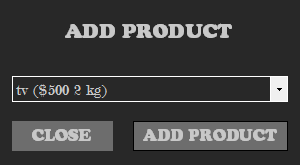 ADD PRODUCT
tv ($500 2 kg)
CLOSE ADD PRODUCT